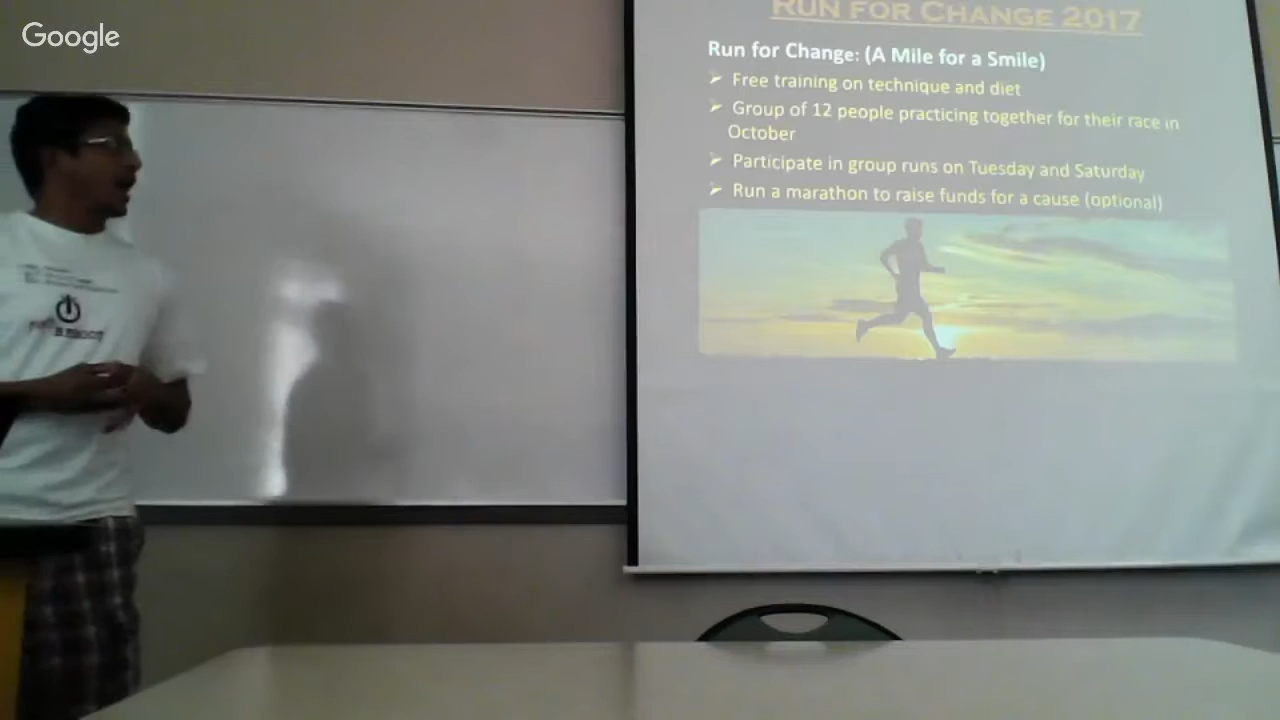 Google
RUN FOR CHANGE 2017
Run for Change: (A Mile for a Smile)
Free training on technique and diet
Group of 12 people practicing together for their race in
October
Participate in group runs on Tuesday and Saturday
Run a marathon to raise funds for a cause (optional)